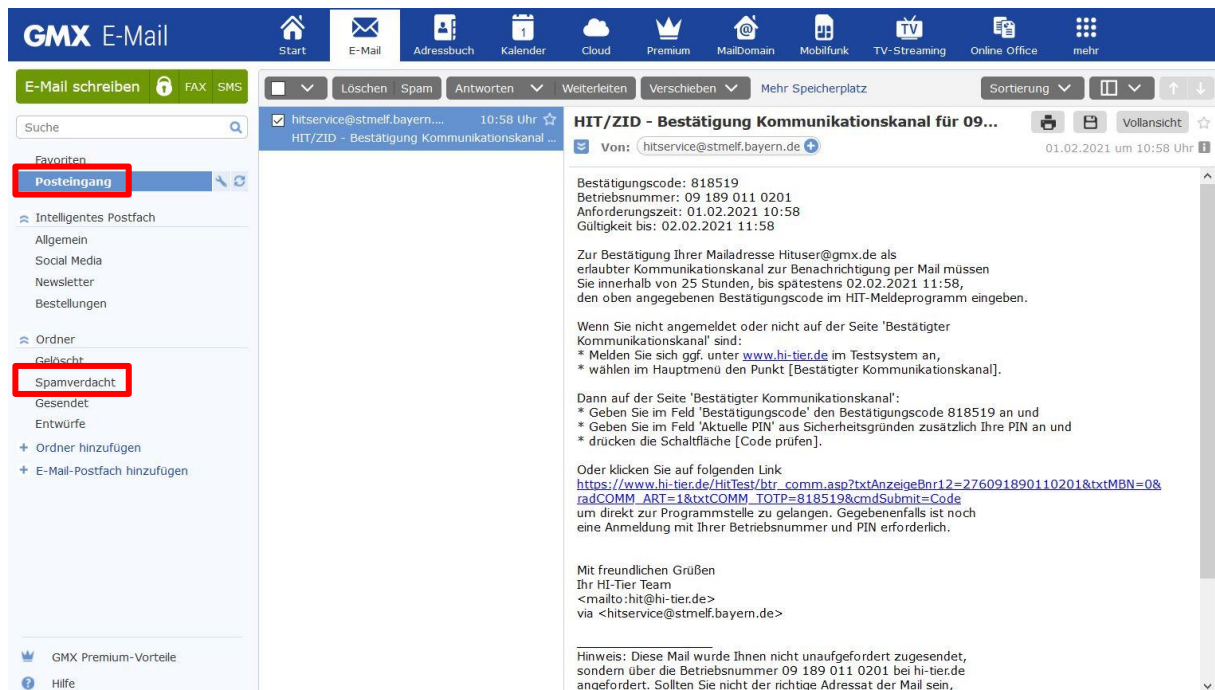 GMX E-Mail
Start
E-Mail
Adressbuch
1
Kalender
Cloud
Premium
@
MailDomain
Mobilfunk
TV
TV-Streaming
Online Office
mehr
E-Mail schreiben FAX SMS
Löschen Spam Antworten Weiterleiten Verschieben Mehr Speicherplatz Sortierung
Suche
Favoriten
Posteingang
Intelligentes Postfach
Allgemein
Social Media
Newsletter
Bestellungen
Ordner
Gelöscht
Spamverdacht
Gesendet
Entwürfe
+ Ordner hinzufügen
+ E-Mail-Postfach hinzufügen
GMX Premium-Vorteile
? Hilfe
hitservice@stmelf.bayern.... 10:58 Uhr
HIT/ZID - Bestätigung Kommunikationskanal ...
HIT/ZID - Bestätigung Kommunikationskanal für 09... Vollansicht
Von: hitservice@stmelf.bayern.de 01.02.2021 um 10:58 Uhr
Bestätigungscode: 818519
Betriebsnummer: 09 189 011 0201
Anforderungszeit: 01.02.2021 10:58
Gültigkeit bis: 02.02.2021 11:58
Zur Bestätigung Ihrer Mailadresse Hituser@gmx.de als
erlaubter Kommunikationskanal zur Benachrichtigung per Mail müssen
Sie innerhalb von 25 Stunden, bis spätestens 02.02.2021 11:58,
den oben angegebenen Bestätigungscode im HIT-Meldeprogramm eingeben.
Wenn Sie nicht angemeldet oder nicht auf der Seite 'Bestätigter
Kommunikationskanal' sind:
* Melden Sie sich ggf. unter www.hi-tier.de im Testsystem an,
* wählen im Hauptmenü den Punkt [Bestätigter Kommunikationskanal].
Dann auf der Seite 'Bestätigter Kommunikationskanal':
* Geben Sie im Feld 'Bestätigungscode' den Bestätigungscode 818519 an und
* Geben Sie im Feld 'Aktuelle PIN' aus Sicherheitsgründen zusätzlich Ihre PIN an und
* drücken die Schaltfläche [Code prüfen].
Oder klicken Sie auf folgenden Link
https://www.hi-tier.de/HitTest/btr_comm.asp?txtAnzeigeBnr12=276091890110201&txtMBN=0&
radCOMM_ART=1&txtCOMM_TOTP=818519&cmdSubmit=Code
um direkt zur Programmstelle zu gelangen. Gegebenenfalls ist noch
eine Anmeldung mit Ihrer Betriebsnummer und PIN erforderlich.
Mit freundlichen Grüßen
Ihr HI-Tier Team
<mailto:hit@hi-tier.de>
via <hitservice@stmelf.bayern.de>
Hinweis: Diese Mail wurde Ihnen nicht unaufgefordert zugesendet,
sondern über die Betriebsnummer 09 189 011 0201 bei hi-tier.de
angefordert. Sollten Sie nicht der richtige Adressat der Mail sein,